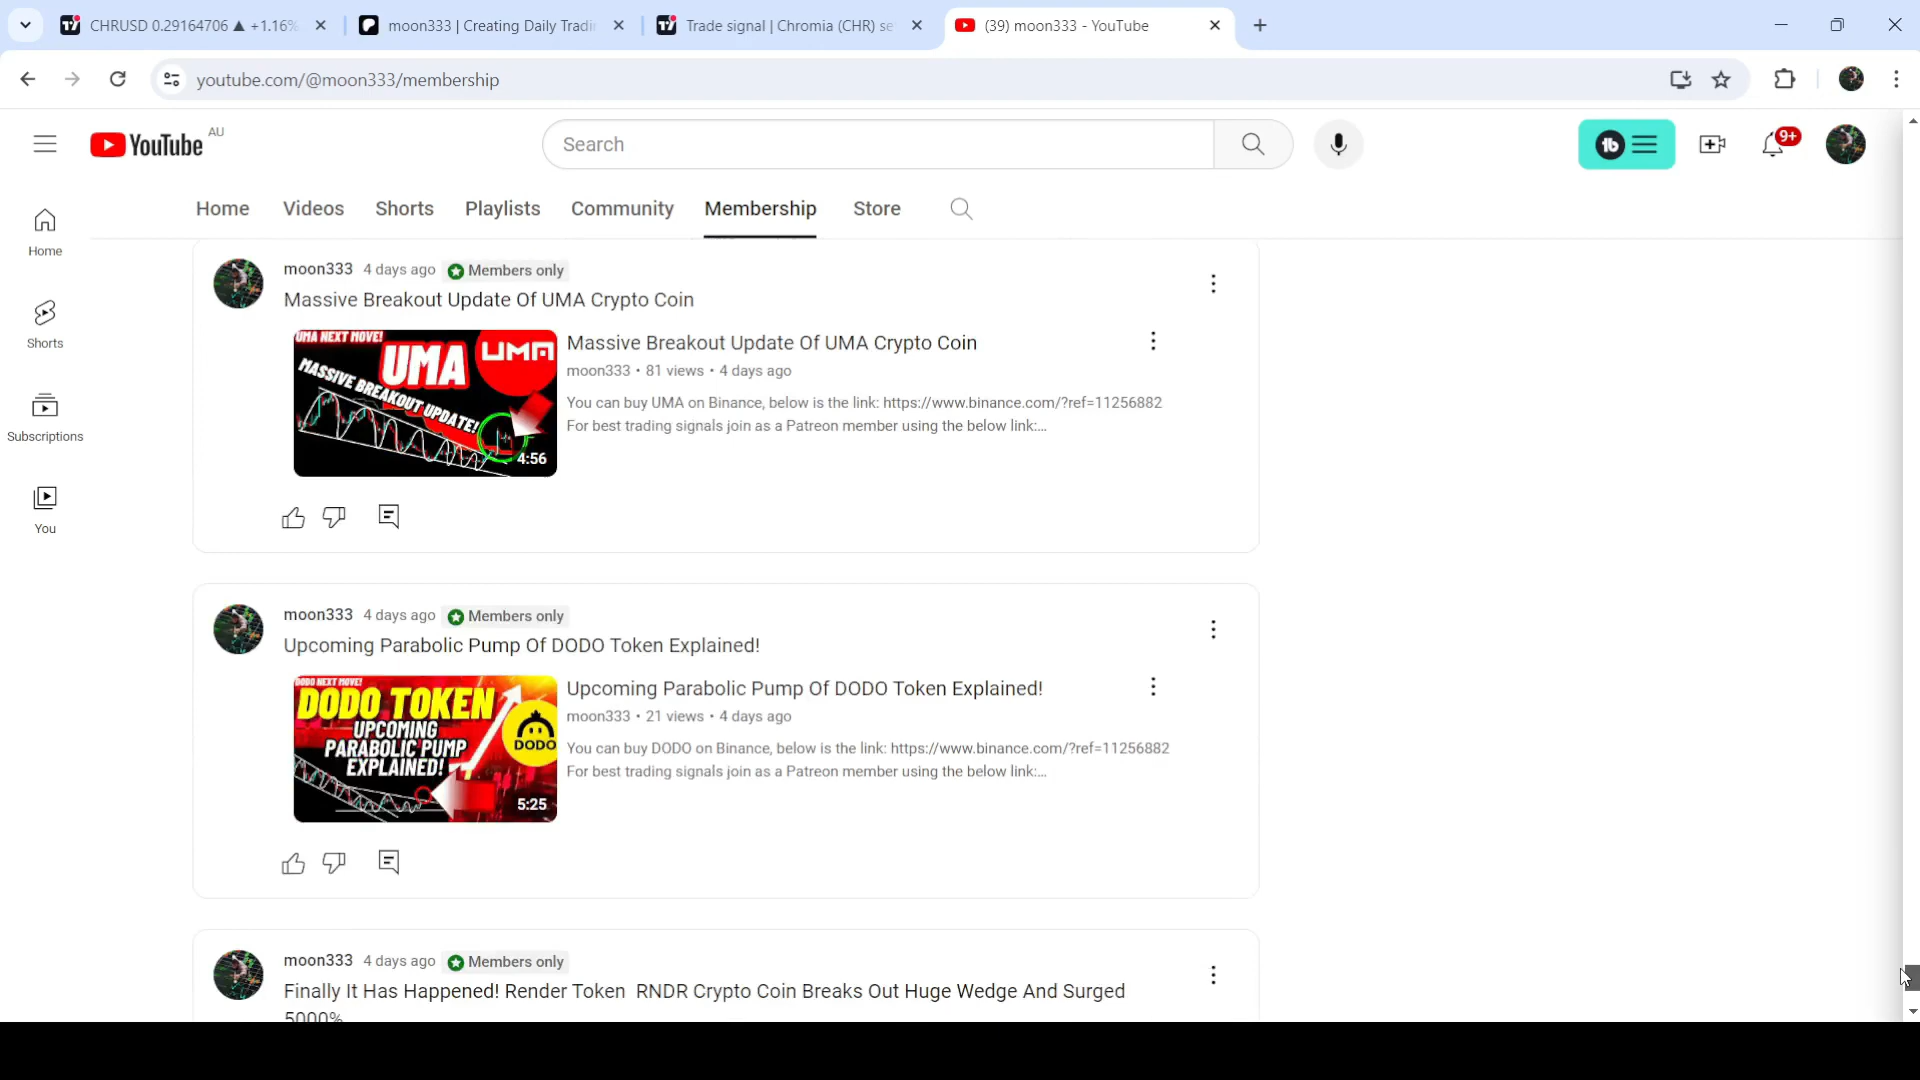 CHRUSD 0.29164706 ▲ +1.16%
moon333 | Creating Daily Tradi
Trade signal | Chromia (CHR) se
(39) moon333 - YouTube
youtube.com/@moon333/membership
YouTube AU
Search
9+
Home
Videos
Shorts
Playlists
Community
Membership
Store
Home
Shorts
Subscriptions
You
moon333 4 days ago Members only
Massive Breakout Update Of UMA Crypto Coin
UMA NEXT MOVE!
UMA
UMA
MASSIVE BREAKOUT UPDATE!
4:56
Massive Breakout Update Of UMA Crypto Coin
moon333 • 81 views • 4 days ago
You can buy UMA on Binance, below is the link: https://www.binance.com/?ref=11256882
For best trading signals join as a Patreon member using the below link:...
moon333 4 days ago Members only
Upcoming Parabolic Pump Of DODO Token Explained!
DODO NEXT MOVE!
DODO TOKEN
UPCOMING
PARABOLIC PUMP
EXPLAINED!
DODO
5:25
Upcoming Parabolic Pump Of DODO Token Explained!
moon333 • 21 views • 4 days ago
You can buy DODO on Binance, below is the link: https://www.binance.com/?ref=11256882
For best trading signals join as a Patreon member using the below link:...
moon333 4 days ago Members only
Finally It Has Happened! Render Token RNDR Crypto Coin Breaks Out Huge Wedge And Surged
5000%